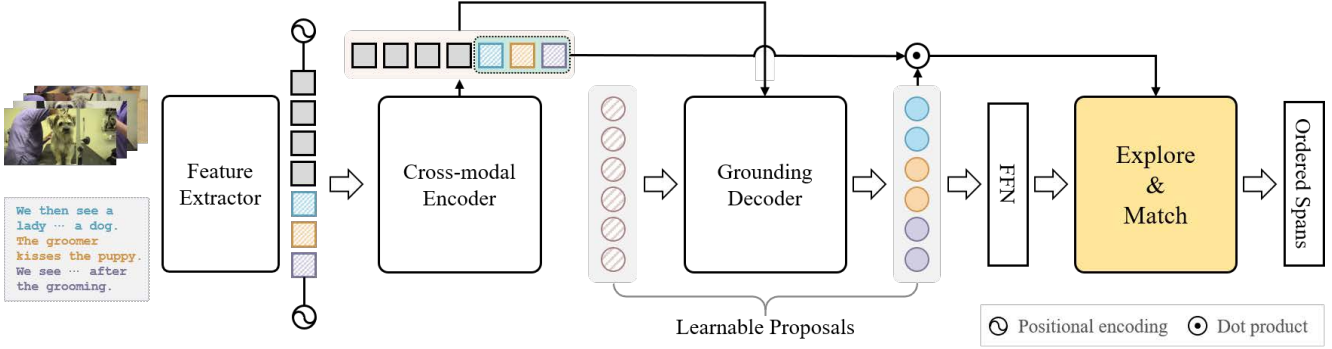 We then see a
lady ··· a dog.
The groomer
kisses the puppy.
We see ··· after
the grooming.
Feature
Extractor
Cross-modal
Encoder
Grounding
Decoder
Learnable Proposals
FFN
Explore
&
Match
Ordered Spans
Positional encoding
Dot product